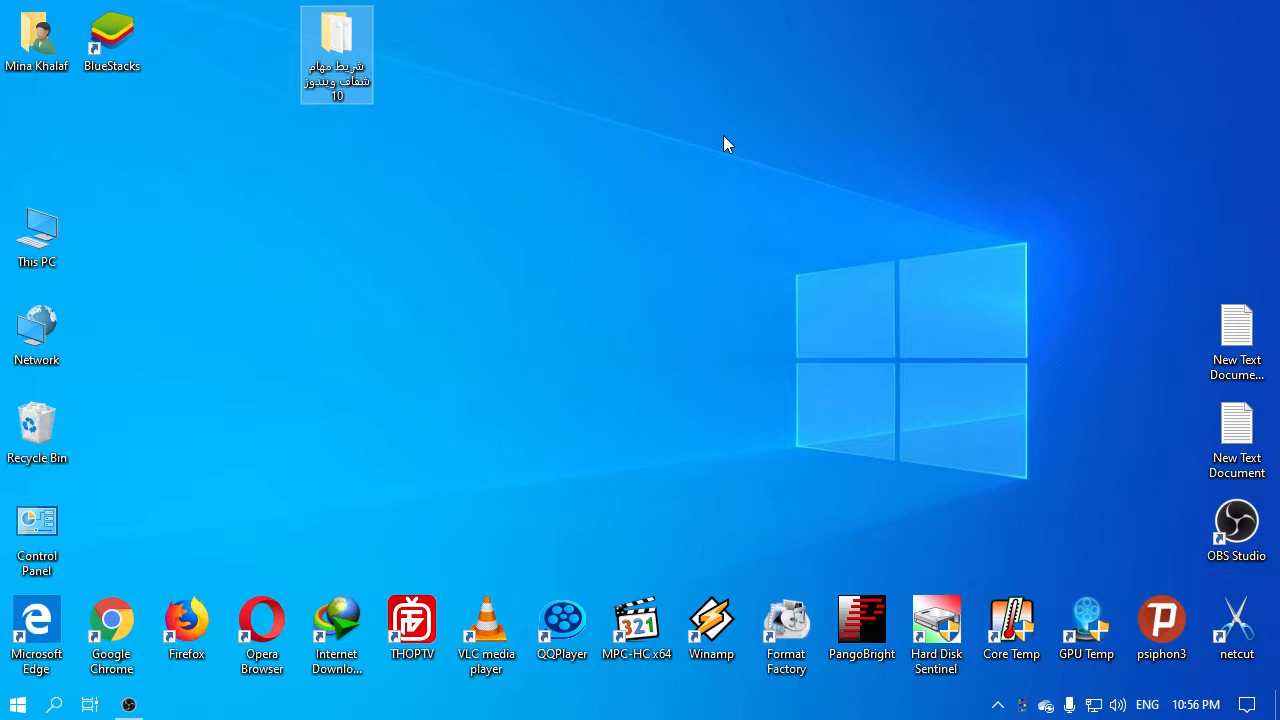 Mina Khalaf
BlueStacks
شريط مهام
شفاف ويندوز
10
This PC
Network
Recycle Bin
Control
Panel
New Text
Docume...
New Text
Document
OBS Studio
Microsoft
Edge
Google
Chrome
Firefox
Opera
Browser
Internet
Downlo...
THOPTV
VLC media
player
QQPlayer
321
MPC-HC x64
Winamp
Format
Factory
PangoBright
Hard Disk
Sentinel
Core Temp
GPU Temp
psiphon3
netcut
ENG
10:56 PM